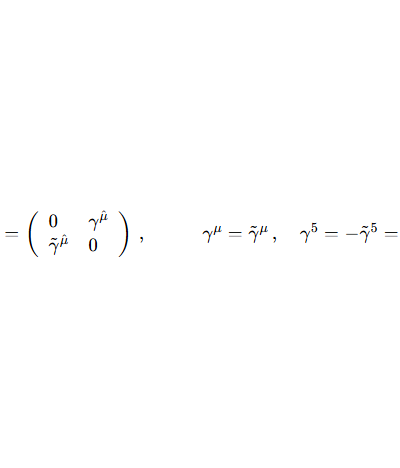 = ( 0 γ^μ̂ ; γ̃^μ̂ 0 ) , γ^μ = γ̃^μ , γ^5 = −γ̃^5 =